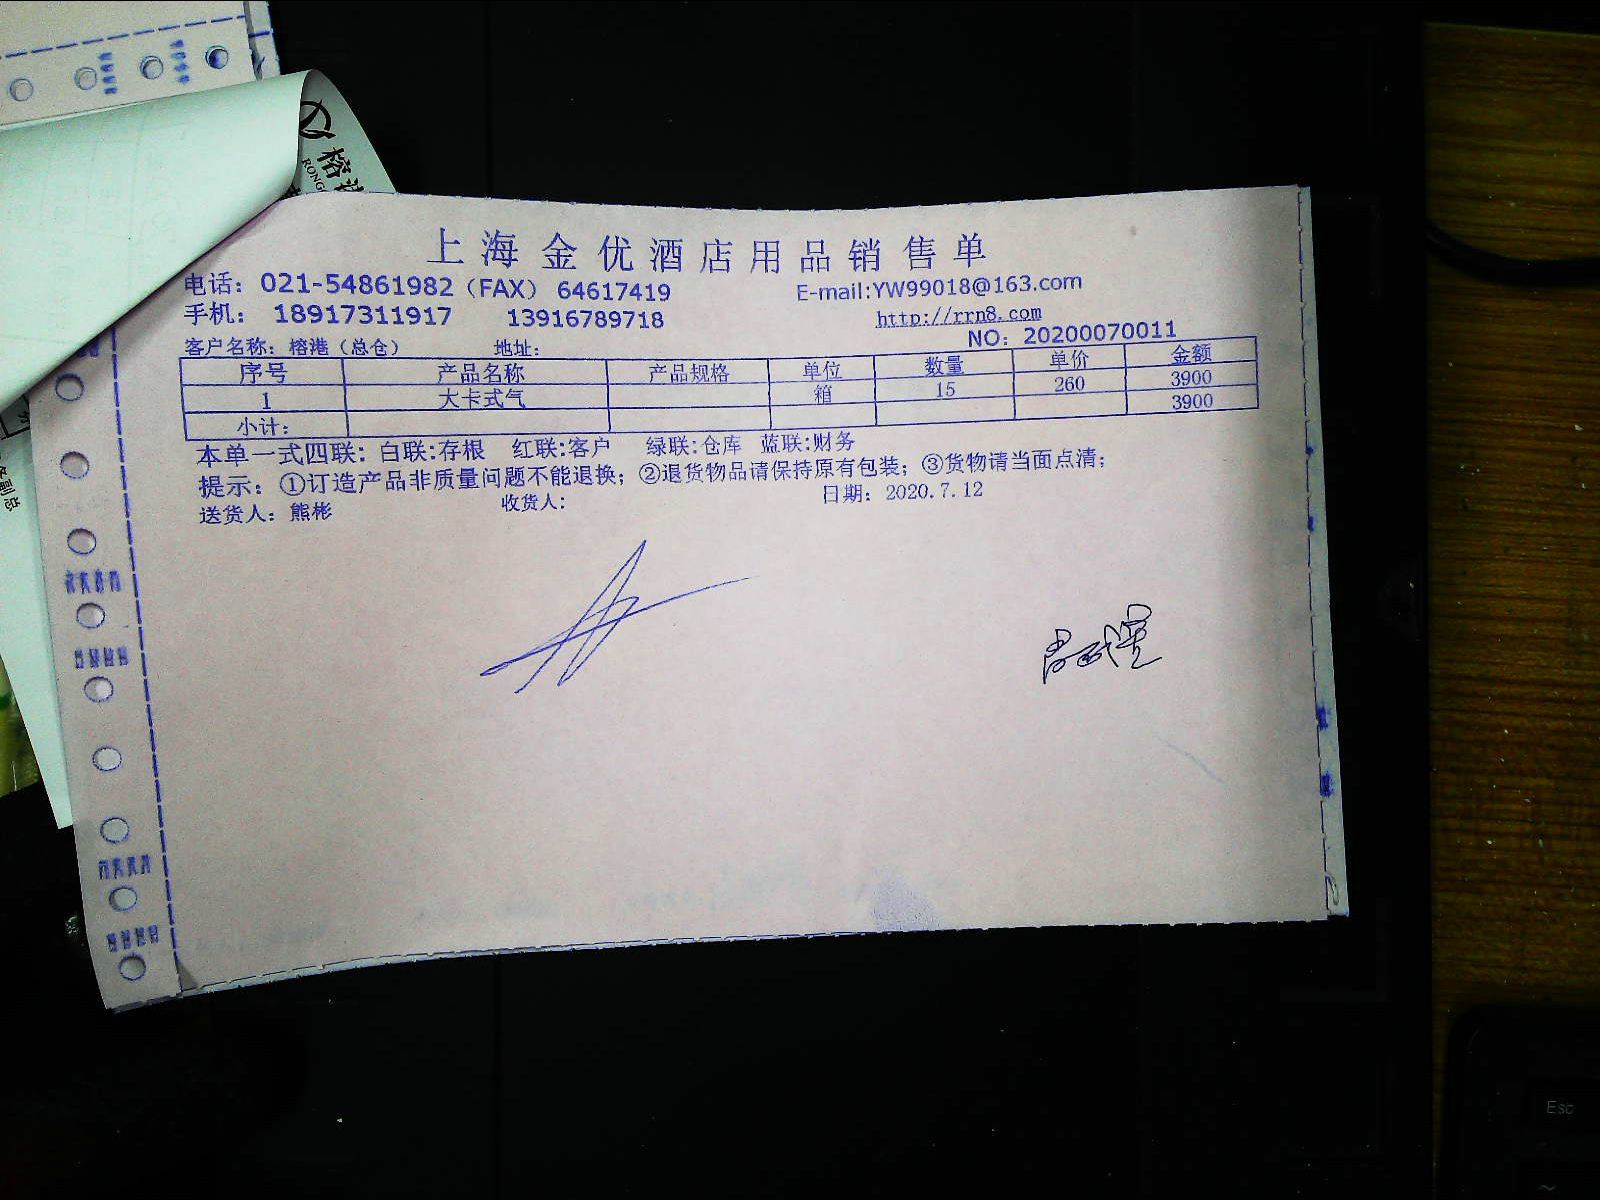 榕港
RONG
上海金优酒店用品销售单
电话：021-54861982（FAX） 64617419 E-mail:YW99018@163.com
手机： 18917311917 13916789718 http://rrn8.com
客户名称：榕港（总仓） 地址： NO：20200070011
序号 产品名称 产品规格 单位 数量 单价 金额
1 大卡式气 箱 15 260 3900
小计： 3900
本单一式四联：白联:存根 红联:客户 绿联:仓库 蓝联:财务
提示：①订造产品非质量问题不能退换；②退货物品请保持原有包装；③货物请当面点清；
送货人：熊彬 收货人: 日期：2020.7.12
副总
Esc
~